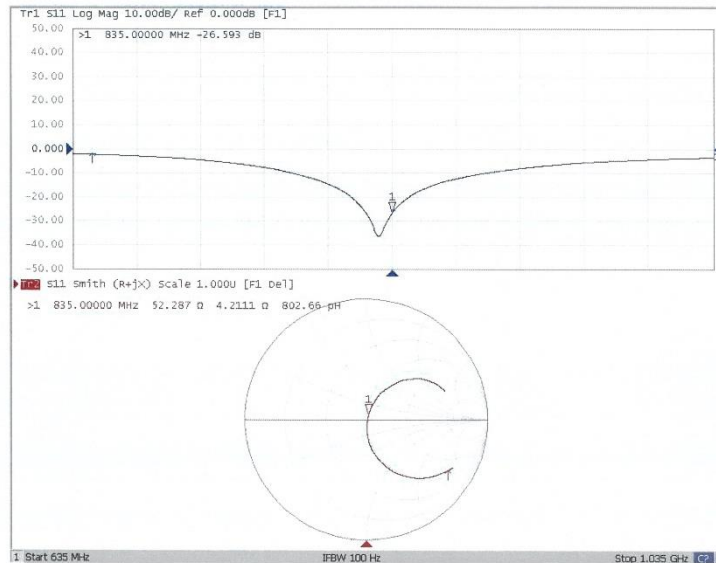 Tr1 S11 Log Mag 10.00dB/ Ref 0.000dB [F1]
50.00
>1 835.00000 MHz -26.593 dB
40.00
30.00
20.00
10.00
0.000
-10.00
1
-20.00
-30.00
-40.00
-50.00
Tr2 S11 Smith (R+jX) Scale 1.000U [F1 Del]
>1 835.00000 MHz 52.287 Ω 4.2111 Ω 802.66 pH
1
1 Start 635 MHz IFBW 100 Hz Stop 1.035 GHz C?